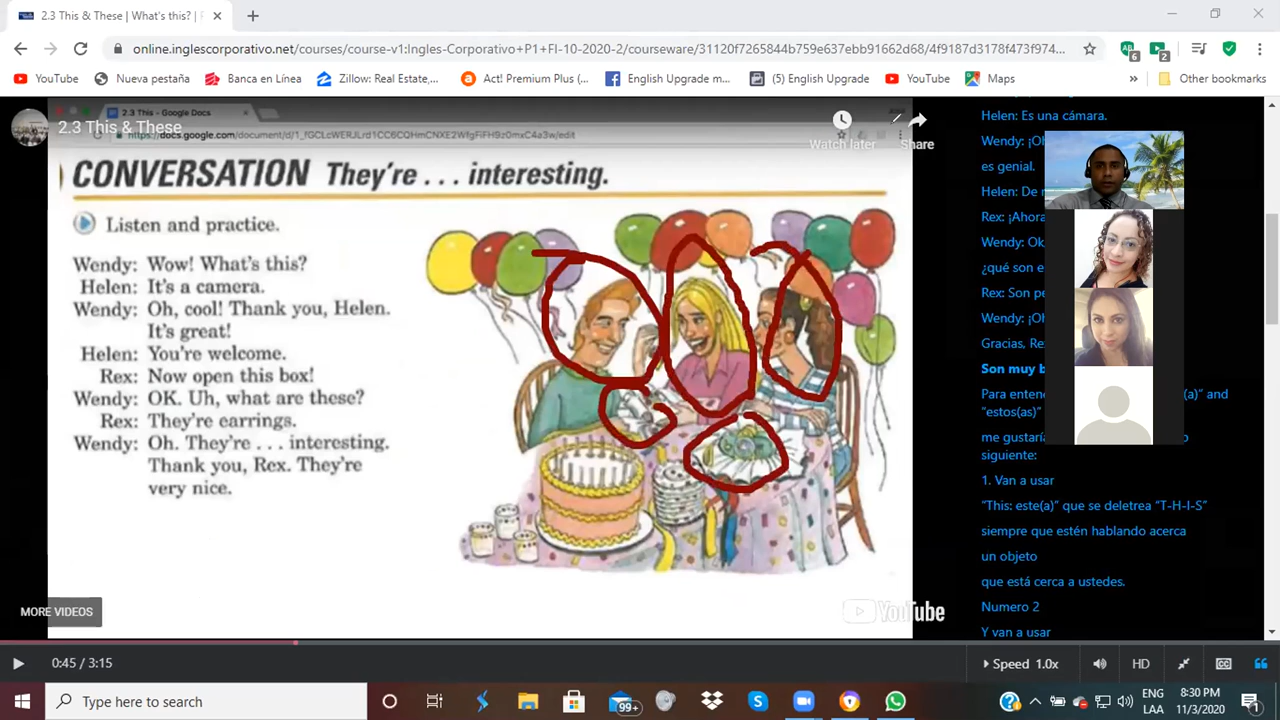 2.3 This & These | What's this? | F
online.inglescorporativo.net/courses/course-v1:Ingles-Corporativo+P1+FI-10-2020-2/courseware/31120f7265844b759e637ebb91662d68/4f9187d3178f473f974...
6
2
YouTube
Nueva pestaña
Banca en Línea
Zillow: Real Estate,...
Act! Premium Plus (...
English Upgrade m...
(5) English Upgrade
YouTube
Maps
»
Other bookmarks
2.3 This - Google Docs
2.3 This & These
Watch later
Share
CONVERSATION They're . . . interesting.
Listen and practice.
Wendy: Wow! What's this?
Helen: It's a camera.
Wendy: Oh, cool! Thank you, Helen.
It's great!
Helen: You're welcome.
Rex: Now open this box!
Wendy: OK. Uh, what are these?
Rex: They're earrings.
Wendy: Oh. They're . . . interesting.
Thank you, Rex. They're
very nice.
MORE VIDEOS
YouTube
Helen: Es una cámara.
Wendy: ¡O
es genial.
Helen: De
Rex: ¡Ahora
Wendy: Ok
¿qué son e
Rex: Son pe
Wendy: ¡O
Gracias, Re
Son muy b
Para enten (a)" and
"estos(as)"
me gustaría
siguiente:
1. Van a usar
"This: este(a)" que se deletrea "T-H-I-S"
siempre que estén hablando acerca
un objeto
que está cerca a ustedes.
Numero 2
Y van a usar
0:45 / 3:15
Speed 1.0x
HD
Type here to search
99+
ENG
LAA
8:30 PM
11/3/2020
1